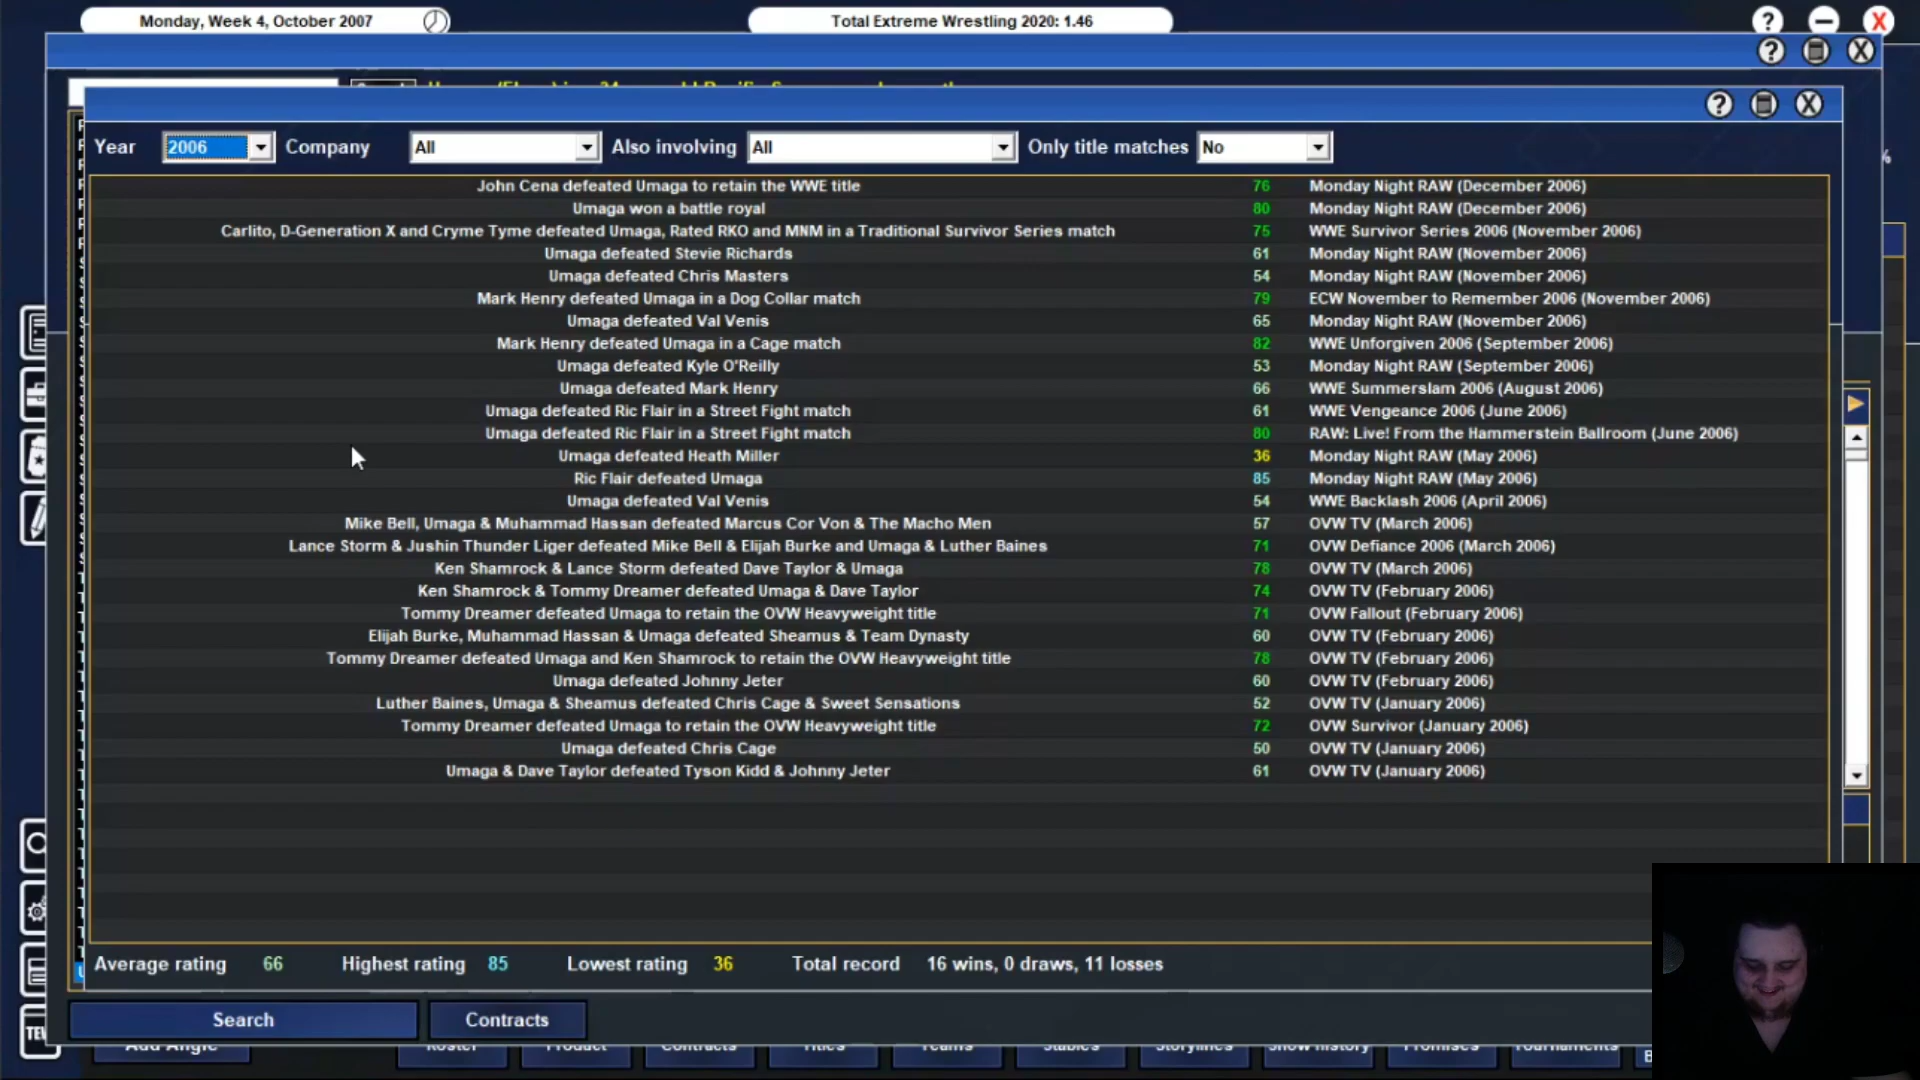 Monday, Week 4, October 2007
Total Extreme Wrestling 2020: 1.46
Year 2006 Company All Also involving All Only title matches No
John Cena defeated Umaga to retain the WWE title 76 Monday Night RAW (December 2006)
Umaga won a battle royal 80 Monday Night RAW (December 2006)
Carlito, D-Generation X and Cryme Tyme defeated Umaga, Rated RKO and MNM in a Traditional Survivor Series match 75 WWE Survivor Series 2006 (November 2006)
Umaga defeated Stevie Richards 61 Monday Night RAW (November 2006)
Umaga defeated Chris Masters 54 Monday Night RAW (November 2006)
Mark Henry defeated Umaga in a Dog Collar match 79 ECW November to Remember 2006 (November 2006)
Umaga defeated Val Venis 65 Monday Night RAW (November 2006)
Mark Henry defeated Umaga in a Cage match 82 WWE Unforgiven 2006 (September 2006)
Umaga defeated Kyle O'Reilly 53 Monday Night RAW (September 2006)
Umaga defeated Mark Henry 66 WWE Summerslam 2006 (August 2006)
Umaga defeated Ric Flair in a Street Fight match 61 WWE Vengeance 2006 (June 2006)
Umaga defeated Ric Flair in a Street Fight match 80 RAW: Live! From the Hammerstein Ballroom (June 2006)
Umaga defeated Heath Miller 36 Monday Night RAW (May 2006)
Ric Flair defeated Umaga 85 Monday Night RAW (May 2006)
Umaga defeated Val Venis 54 WWE Backlash 2006 (April 2006)
Mike Bell, Umaga & Muhammad Hassan defeated Marcus Cor Von & The Macho Men 57 OVW TV (March 2006)
Lance Storm & Jushin Thunder Liger defeated Mike Bell & Elijah Burke and Umaga & Luther Baines 71 OVW Defiance 2006 (March 2006)
Ken Shamrock & Lance Storm defeated Dave Taylor & Umaga 78 OVW TV (March 2006)
Ken Shamrock & Tommy Dreamer defeated Umaga & Dave Taylor 74 OVW TV (February 2006)
Tommy Dreamer defeated Umaga to retain the OVW Heavyweight title 71 OVW Fallout (February 2006)
Elijah Burke, Muhammad Hassan & Umaga defeated Sheamus & Team Dynasty 60 OVW TV (February 2006)
Tommy Dreamer defeated Umaga and Ken Shamrock to retain the OVW Heavyweight title 78 OVW TV (February 2006)
Umaga defeated Johnny Jeter 60 OVW TV (February 2006)
Luther Baines, Umaga & Sheamus defeated Chris Cage & Sweet Sensations 52 OVW TV (January 2006)
Tommy Dreamer defeated Umaga to retain the OVW Heavyweight title 72 OVW Survivor (January 2006)
Umaga defeated Chris Cage 50 OVW TV (January 2006)
Umaga & Dave Taylor defeated Tyson Kidd & Johnny Jeter 61 OVW TV (January 2006)
Average rating 66 Highest rating 85 Lowest rating 36 Total record 16 wins, 0 draws, 11 losses
Search Contracts
Add Angle Roster Product Contracts Titles Teams Stables Storylines Show History Promises Tournaments